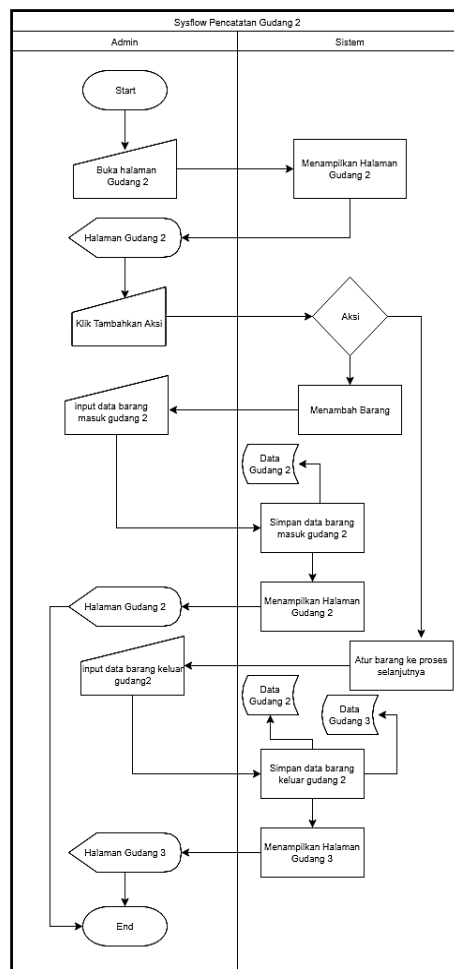 Sysflow Pencatatan Gudang 2
Admin
Sistem
Start
Buka halaman
Gudang 2
Menampilkan Halaman
Gudang 2
Halaman Gudang 2
Klik Tambahkan Aksi
Aksi
input data barang
masuk gudang 2
Menambah Barang
Data
Gudang 2
Simpan data barang
masuk gudang 2
Halaman Gudang 2
Menampilkan Halaman
Gudang 2
input data barang keluar
gudang2
Atur barang ke proses
selanjutnya
Data
Gudang 2
Data
Gudang 3
Simpan data barang
keluar gudang 2
Halaman Gudang 3
Menampilkan Halaman
Gudang 3
End